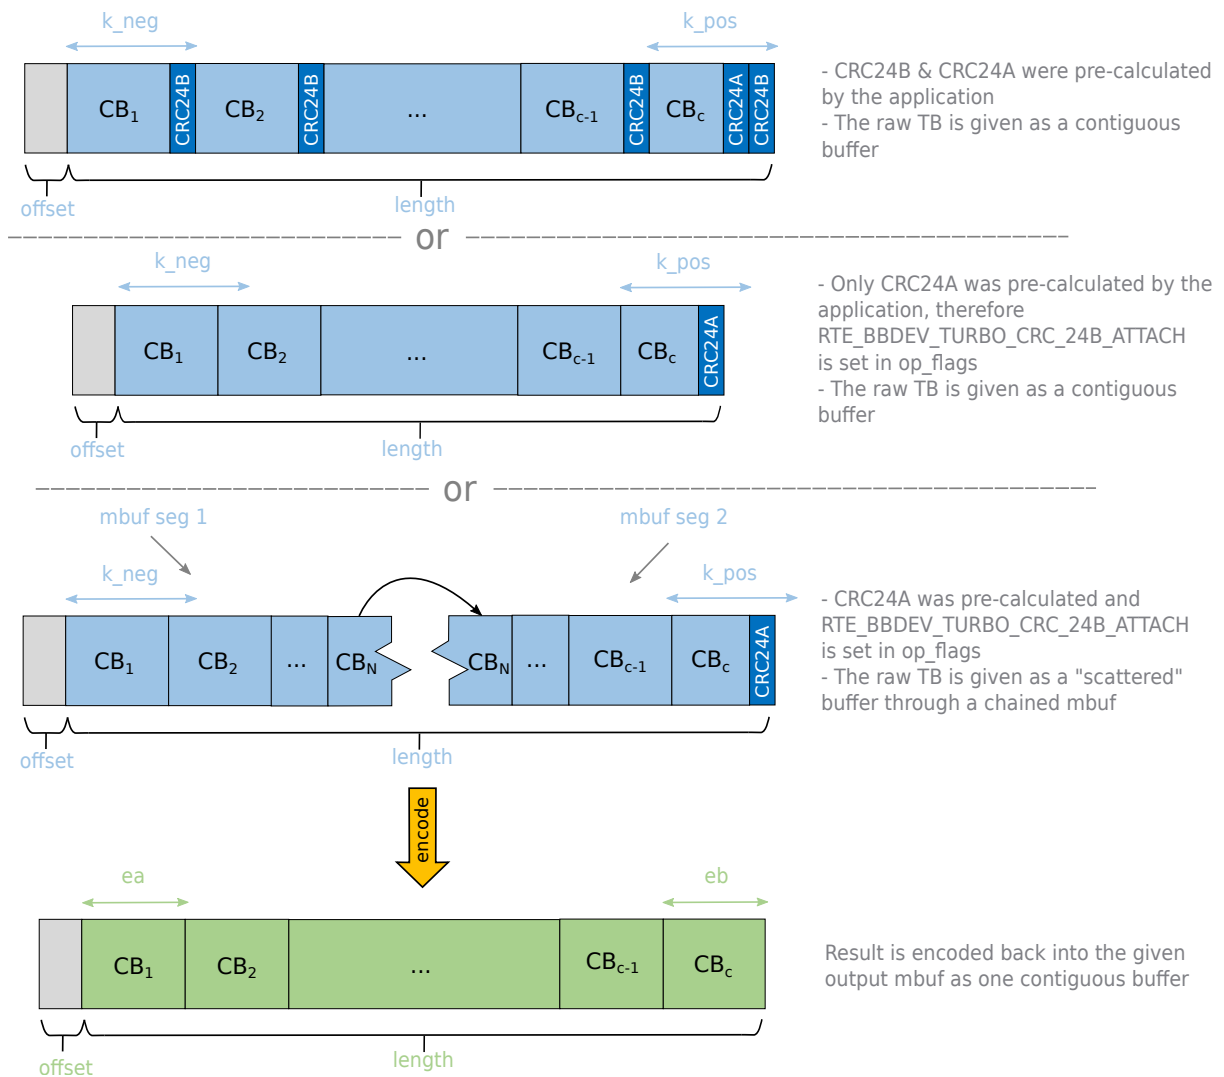 k_neg
k_pos
CB1
CRC24B
CB2
CRC24B
...
CBc-1
CRC24B
CBc
CRC24A
CRC24B
offset
length
- CRC24B & CRC24A were pre-calculated
by the application
- The raw TB is given as a contiguous
buffer
or
k_neg
k_pos
CB1
CB2
...
CBc-1
CBc
CRC24A
offset
length
- Only CRC24A was pre-calculated by the
application, therefore
RTE_BBDEV_TURBO_CRC_24B_ATTACH
is set in op_flags
- The raw TB is given as a contiguous
buffer
or
mbuf seg 1
mbuf seg 2
k_neg
k_pos
CB1
CB2
...
CBN
CBN
...
CBc-1
CBc
CRC24A
offset
length
- CRC24A was pre-calculated and
RTE_BBDEV_TURBO_CRC_24B_ATTACH
is set in op_flags
- The raw TB is given as a "scattered"
buffer through a chained mbuf
encode
ea
eb
CB1
CB2
...
CBc-1
CBc
offset
length
Result is encoded back into the given
output mbuf as one contiguous buffer